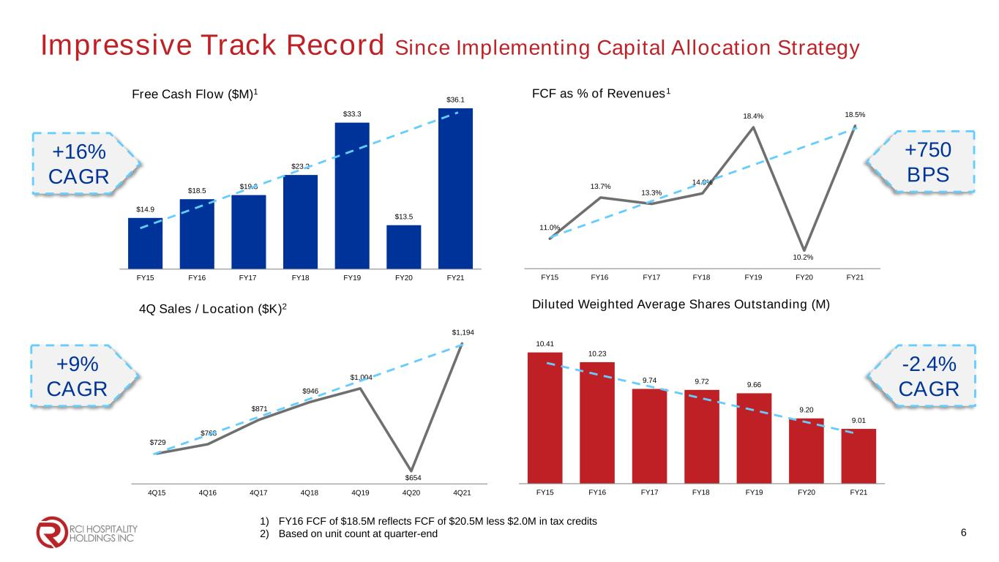 Impressive Track Record Since Implementing Capital Allocation Strategy
Free Cash Flow ($M)1
+16%
CAGR
$14.9
$18.5
$23.2
$33.3
$13.5
$36.1
FY15 FY16 FY17 FY18 FY19 FY20 FY21
FCF as % of Revenues1
11.0%
13.7%
13.3%
18.4%
10.2%
18.5%
FY15 FY16 FY17 FY18 FY19 FY20 FY21
+750
BPS
4Q Sales / Location ($K)2
+9%
CAGR
$729
$871
$946
$1,004
$654
$1,194
4Q15 4Q16 4Q17 4Q18 4Q19 4Q20 4Q21
Diluted Weighted Average Shares Outstanding (M)
10.41
10.23
9.74
9.72
9.66
9.20
9.01
FY15 FY16 FY17 FY18 FY19 FY20 FY21
-2.4%
CAGR
RCI HOSPITALITY
HOLDINGS INC
1) FY16 FCF of $18.5M reflects FCF of $20.5M less $2.0M in tax credits
2) Based on unit count at quarter-end
6